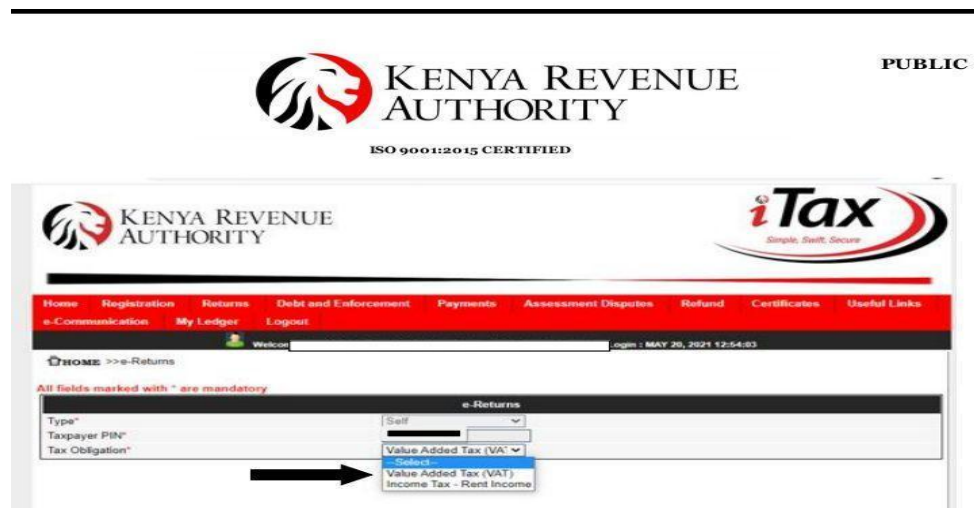 PUBLIC
KENYA REVENUE
AUTHORITY
ISO 9001:2015 CERTIFIED
KENYA REVENUE
AUTHORITY
iTax
Simple, Swift, Secure
Home Registration Returns Debt and Enforcement Payments Assessment Disputes Refund Certificates Useful Links
e-Communication My Ledger Logout
Welcom Login : MAY 20, 2021 12:54:03
HOME >>e-Returns
All fields marked with * are mandatory
e-Returns
Type* Self
Taxpayer PIN*
Tax Obligation* Value Added Tax (VAT
--Select--
Value Added Tax (VAT)
Income Tax - Rent Income